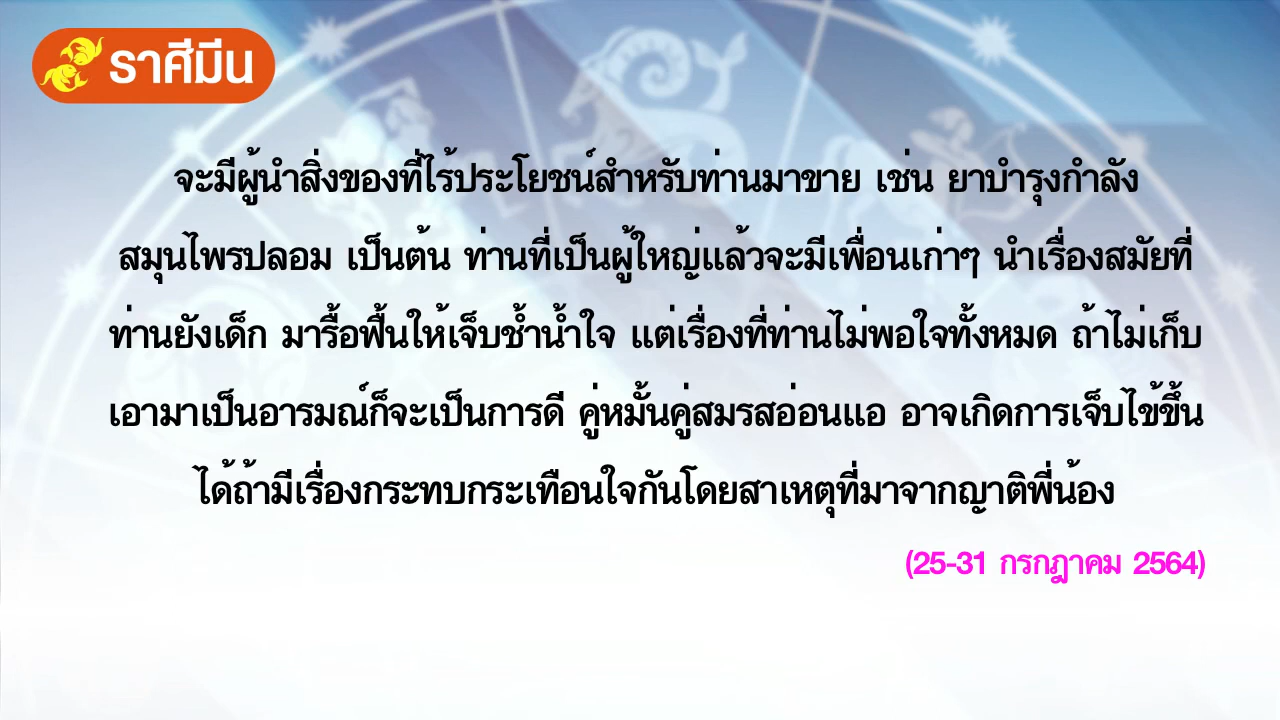 ราศีมีน
จะมีผู้นำสิ่งของที่ไร้ประโยชน์สำหรับท่านมาขาย เช่น ยาบำรุงกำลัง
สมุนไพรปลอม เป็นต้น ท่านที่เป็นผู้ใหญ่แล้วจะมีเพื่อนเก่าๆ นำเรื่องสมัยที่
ท่านยังเด็ก มารื้อฟื้นให้เจ็บช้ำน้ำใจ แต่เรื่องที่ท่านไม่พอใจทั้งหมด ถ้าไม่เก็บ
เอามาเป็นอารมณ์ก็จะเป็นการดี คู่หมั้นคู่สมรสอ่อนแอ อาจเกิดการเจ็บไข้ขึ้น
ได้ถ้ามีเรื่องกระทบกระเทือนใจกันโดยสาเหตุที่มาจากญาติพี่น้อง
(25-31 กรกฎาคม 2564)